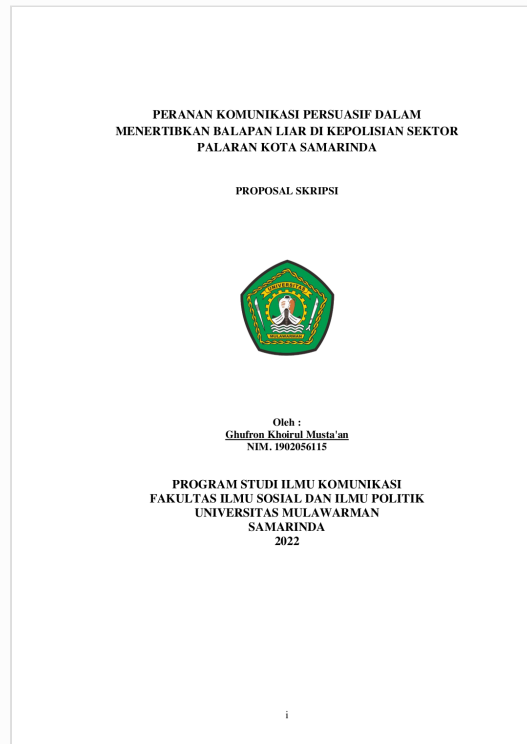 PERANAN KOMUNIKASI PERSUASIF DALAM
MENERTIBKAN BALAPAN LIAR DI KEPOLISIAN SEKTOR
PALARAN KOTA SAMARINDA
PROPOSAL SKRIPSI
UNIVERSITAS
MULAWARMAN
Oleh :
Ghufron Khoirul Musta'an
NIM. 1902056115
PROGRAM STUDI ILMU KOMUNIKASI
FAKULTAS ILMU SOSIAL DAN ILMU POLITIK
UNIVERSITAS MULAWARMAN
SAMARINDA
2022
i